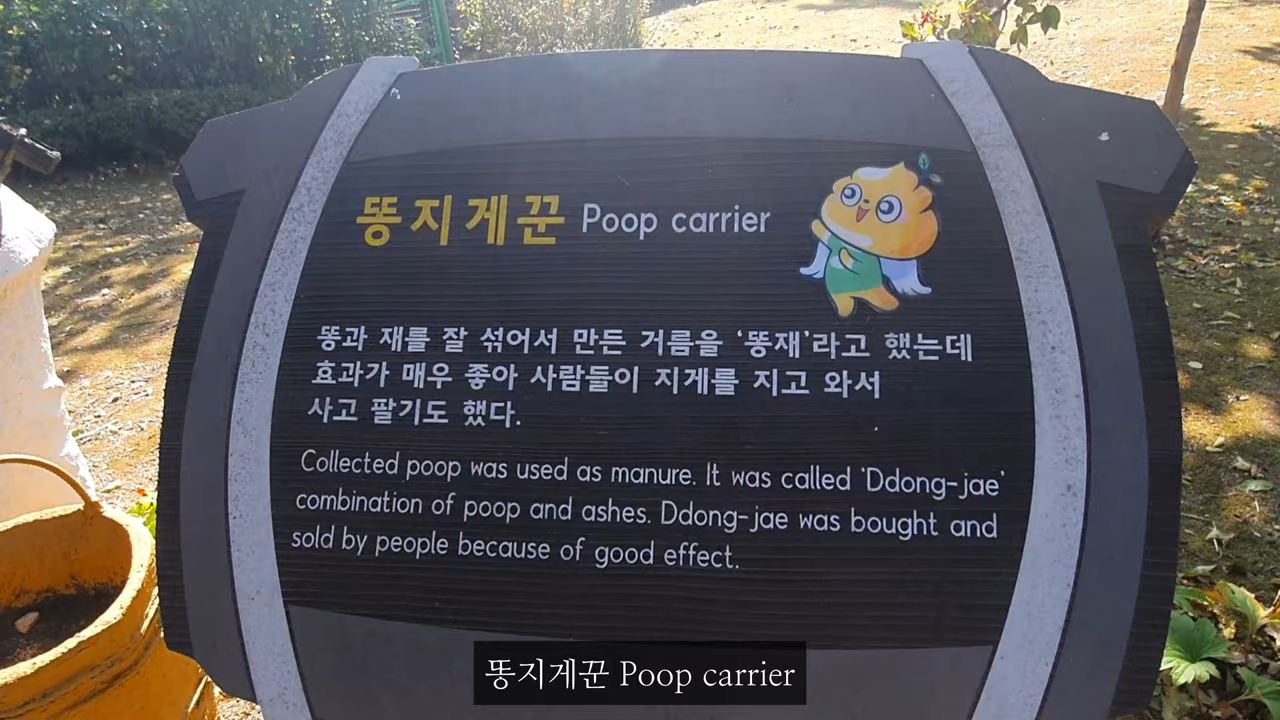 똥지게꾼 Poop carrier
똥과 재를 잘 섞어서 만든 거름을 ‘똥재’라고 했는데
효과가 매우 좋아 사람들이 지게를 지고 와서
사고 팔기도 했다.
Collected poop was used as manure. It was called ‘Ddong-jae’
combination of poop and ashes. Ddong-jae was bought and
sold by people because of good effect.
똥지게꾼 Poop carrier